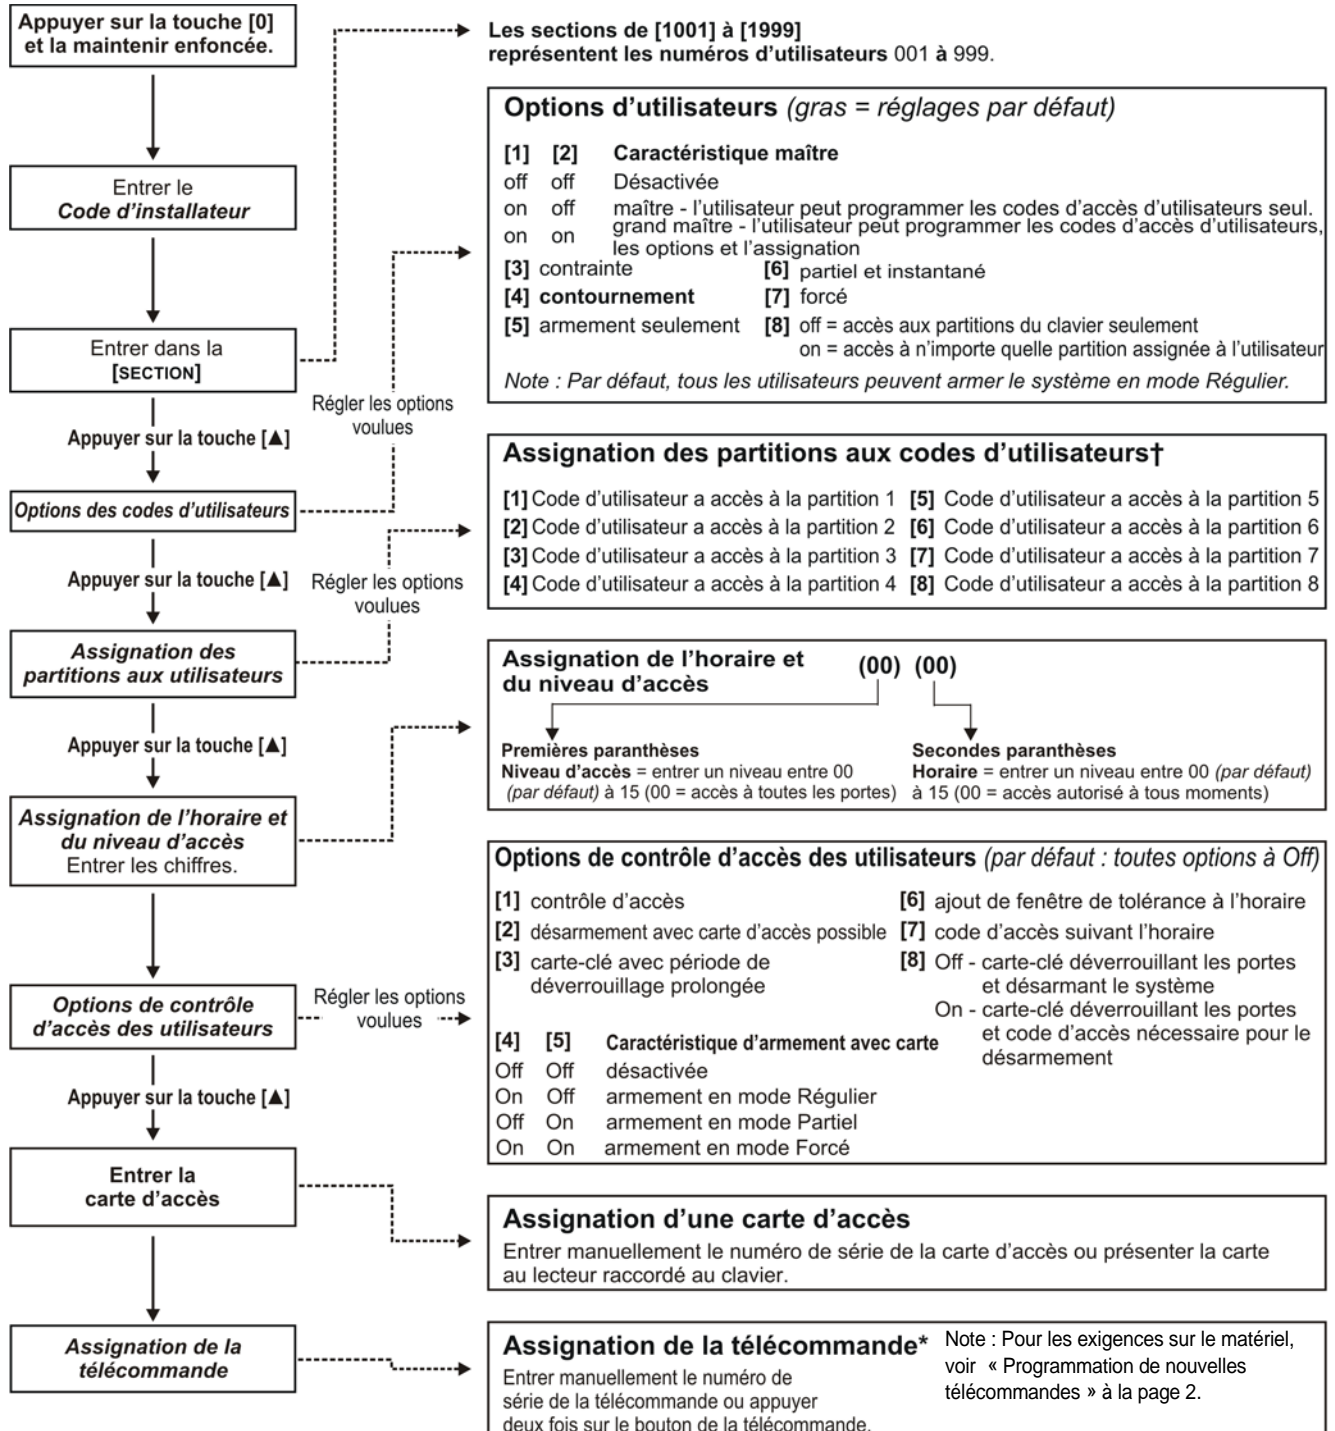 Appuyer sur la touche [0]
et la maintenir enfoncée.
Les sections de [1001] à [1999]
représentent les numéros d’utilisateurs 001 à 999.
Entrer le
Code d’installateur
Entrer dans la
[SECTION]
Appuyer sur la touche [▲]
Régler les options
voulues
Options des codes d’utilisateurs
Appuyer sur la touche [▲]
Régler les options
voulues
Assignation des
partitions aux utilisateurs
Appuyer sur la touche [▲]
Assignation de l’horaire et
du niveau d’accès
Entrer les chiffres.
Options de contrôle
d’accès des utilisateurs
Régler les options
voulues
Appuyer sur la touche [▲]
Entrer la
carte d’accès
Assignation de la
télécommande
Options d’utilisateurs (gras = réglages par défaut)
[1] [2] Caractéristique maître
off off Désactivée
on off maître - l’utilisateur peut programmer les codes d’accès d’utilisateurs seul.
on on grand maître - l’utilisateur peut programmer les codes d’accès d’utilisateurs,
les options et l’assignation
[3] contrainte [6] partiel et instantané
[4] contournement [7] forcé
[5] armement seulement [8] off = accès aux partitions du clavier seulement
on = accès à n’importe quelle partition assignée à l’utilisateur
Note : Par défaut, tous les utilisateurs peuvent armer le système en mode Régulier.
Assignation des partitions aux codes d’utilisateurs†
[1] Code d’utilisateur a accès à la partition 1 [5] Code d’utilisateur a accès à la partition 5
[2] Code d’utilisateur a accès à la partition 2 [6] Code d’utilisateur a accès à la partition 6
[3] Code d’utilisateur a accès à la partition 3 [7] Code d’utilisateur a accès à la partition 7
[4] Code d’utilisateur a accès à la partition 4 [8] Code d’utilisateur a accès à la partition 8
Assignation de l’horaire et
du niveau d’accès
(00) (00)
Premières paranthèses
Niveau d’accès = entrer un niveau entre 00
(par défaut) à 15 (00 = accès à toutes les portes)
Secondes paranthèses
Horaire = entrer un niveau entre 00 (par défaut)
à 15 (00 = accès autorisé à tous moments)
Options de contrôle d’accès des utilisateurs (par défaut : toutes options à Off)
[1] contrôle d’accès
[2] désarmement avec carte d’accès possible
[3] carte-clé avec période de
déverrouillage prolongée
[4] [5] Caractéristique d’armement avec carte
Off Off désactivée
On Off armement en mode Régulier
Off On armement en mode Partiel
On On armement en mode Forcé
[6] ajout de fenêtre de tolérance à l’horaire
[7] code d’accès suivant l’horaire
[8] Off - carte-clé déverrouillant les portes
et désarmant le système
On - carte-clé déverrouillant les portes
et code d’accès nécessaire pour le
désarmement
Assignation d’une carte d’accès
Entrer manuellement le numéro de série de la carte d’accès ou présenter la carte
au lecteur raccordé au clavier.
Assignation de la télécommande*
Entrer manuellement le numéro de
série de la télécommande ou appuyer
deux fois sur le bouton de la télécommande.
Note : Pour les exigences sur le matériel,
voir « Programmation de nouvelles
télécommandes » à la page 2.